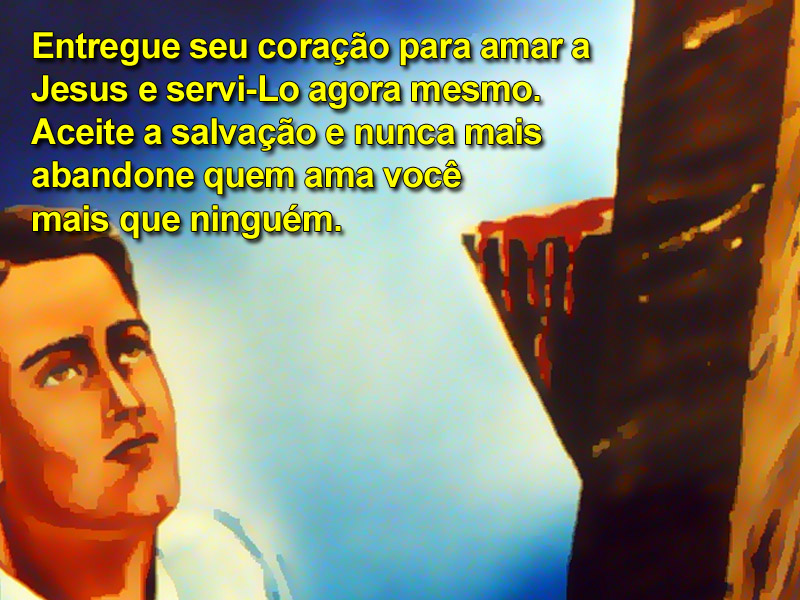 Entregue seu coração para amar a
Jesus e servi-Lo agora mesmo.
Aceite a salvação e nunca mais
abandone quem ama você
mais que ninguém.